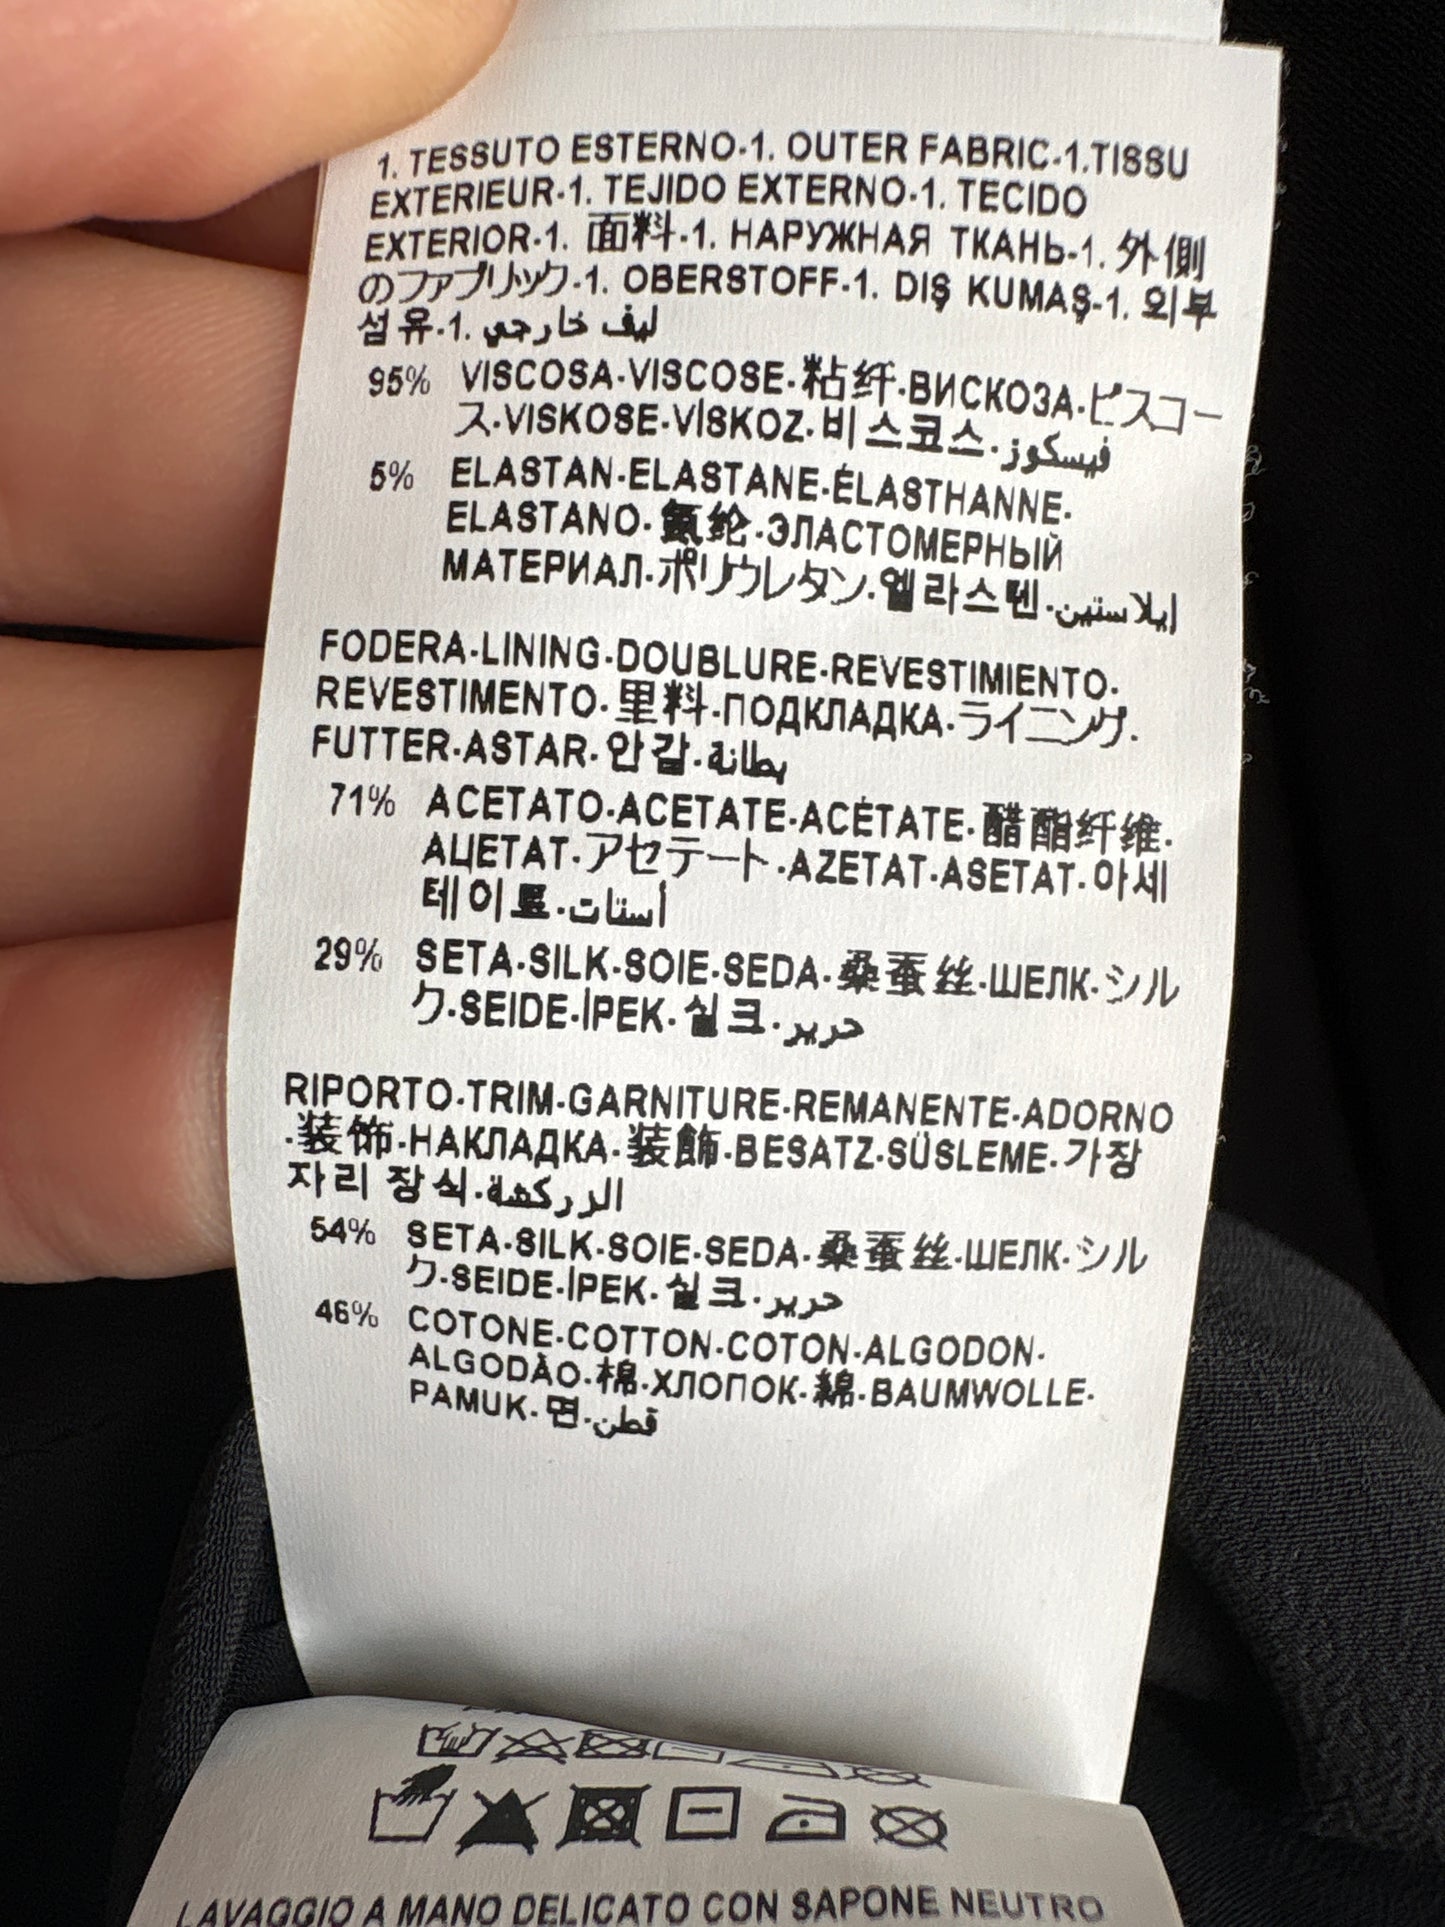 1. TESSUTO ESTERNO-1. OUTER FABRIC-1.TISSU
EXTERIEUR-1. TEJIDO EXTERNO-1. TECIDO
EXTERIOR-1. 面料-1. НАРУЖНАЯ ТКАНЬ-1. 外側
のファブリック-1. OBERSTOFF-1. DIŞ KUMAŞ-1. 외부
섬유-1. ليف خارجي
95% VISCOSA-VISCOSE-粘纤-ВИСКОЗА-ビスコー
ス-VISKOSE-VİSKOZ-비스코스-فيسكوز
5% ELASTAN-ELASTANE-ÉLASTHANNE-
ELASTANO-氨纶-ЭЛАСТОМЕРНЫЙ
МАТЕРИАЛ-ポリウレタン-엘라스텐-إيلاستين
FODERA-LINING-DOUBLURE-REVESTIMIENTO-
REVESTIMENTO-里料-ПОДКЛАДКА-ライニング-
FUTTER-ASTAR-안감-بطانة
71% ACETATO-ACETATE-ACÉTATE-醋酯纤维-
АЦЕТАТ-アセテート-AZETAT-ASETAT-아세
테이트-أستات
29% SETA-SILK-SOIE-SEDA-桑蚕丝-ШЕЛК-シル
ク-SEIDE-İPEK-실크-حرير
RIPORTO-TRIM-GARNITURE-REMANENTE-ADORNO
-装饰-НАКЛАДКА-装飾-BESATZ-SÜSLEME-가장
자리 장식-الزركشة
54% SETA-SILK-SOIE-SEDA-桑蚕丝-ШЕЛК-シル
ク-SEIDE-İPEK-실크-حرير
46% COTONE-COTTON-COTON-ALGODON-
ALGODÃO-棉-ХЛОПОК-綿-BAUMWOLLE-
PAMUK-면-قطن
LAVAGGIO A MANO DELICATO CON SAPONE NEUTRO